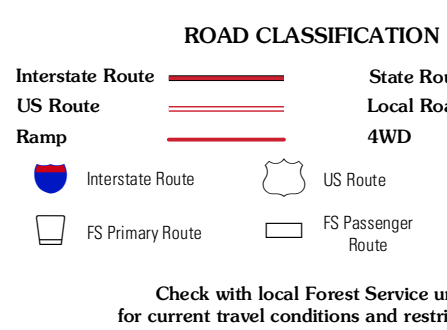 ROAD CLASSIFICATION
Interstate Route
State
US Route
Local
Ramp
4WD
Interstate Route
US Route
FS Primary Route
FS Passenger
Route
Check with local Forest Service
for current travel conditions and